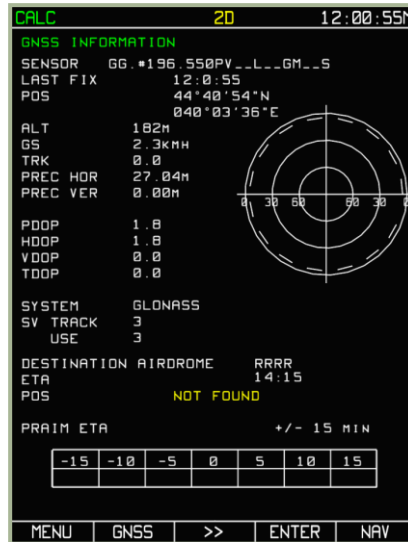 CALC 2D 12:00:55N
GNSS INFORMATION
SENSOR GG.#196.550PV__L__GM__S
LAST FIX 12:0:55
POS 44°40'54"N
040°03'36"E
ALT 182M
GS 2.3KMH
TRK 0.0
PREC HOR 27.04M
PREC VER 0.00M
0 30 60 60 30 0
PDOP 1.8
HDOP 1.8
VDOP 0.0
TDOP 0.0
SYSTEM GLONASS
SV TRACK 3
USE 3
DESTINATION AIRDROME RRRR
ETA 14:15
POS NOT FOUND
PRAIM ETA +/- 15 MIN
-15 -10 -5 0 5 10 15
MENU GNSS >> ENTER NAV